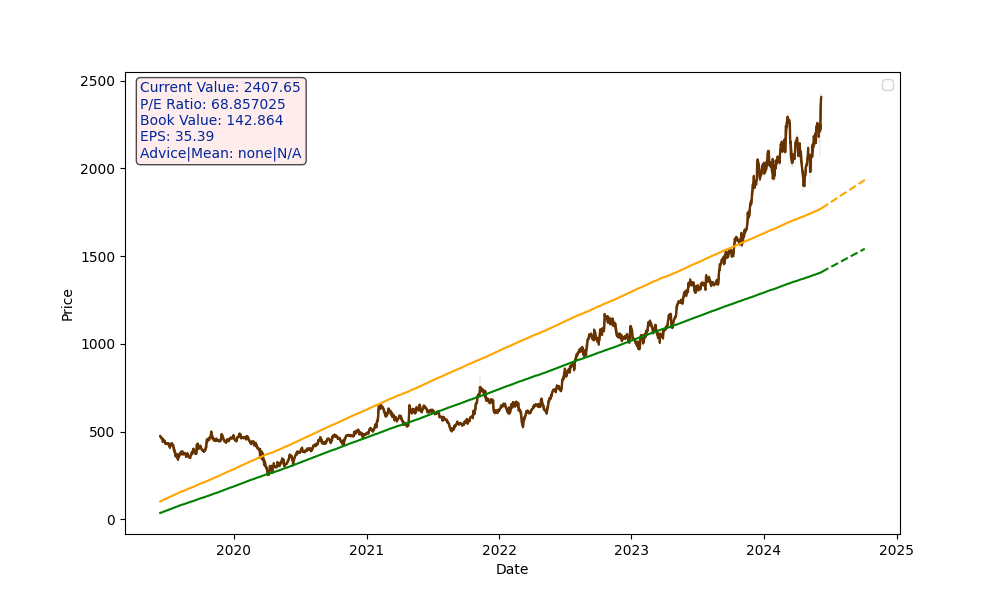 Current Value: 2407.65
P/E Ratio: 68.857025
Book Value: 142.864
EPS: 35.39
Advice|Mean: none|N/A
2500
2000
1500
1000
500
0
Price
2020 2021 2022 2023 2024 2025
Date